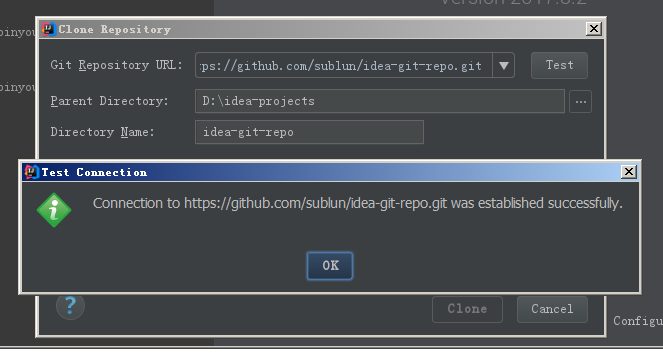 Version 2017.3.2
Clone Repository
Git Repository URL: ps://github.com/sublun/idea-git-repo.git Test
Parent Directory: D:\idea-projects ...
Directory Name: idea-git-repo
Test Connection
Connection to https://github.com/sublun/idea-git-repo.git was established successfully.
OK
? Clone Cancel
Configu